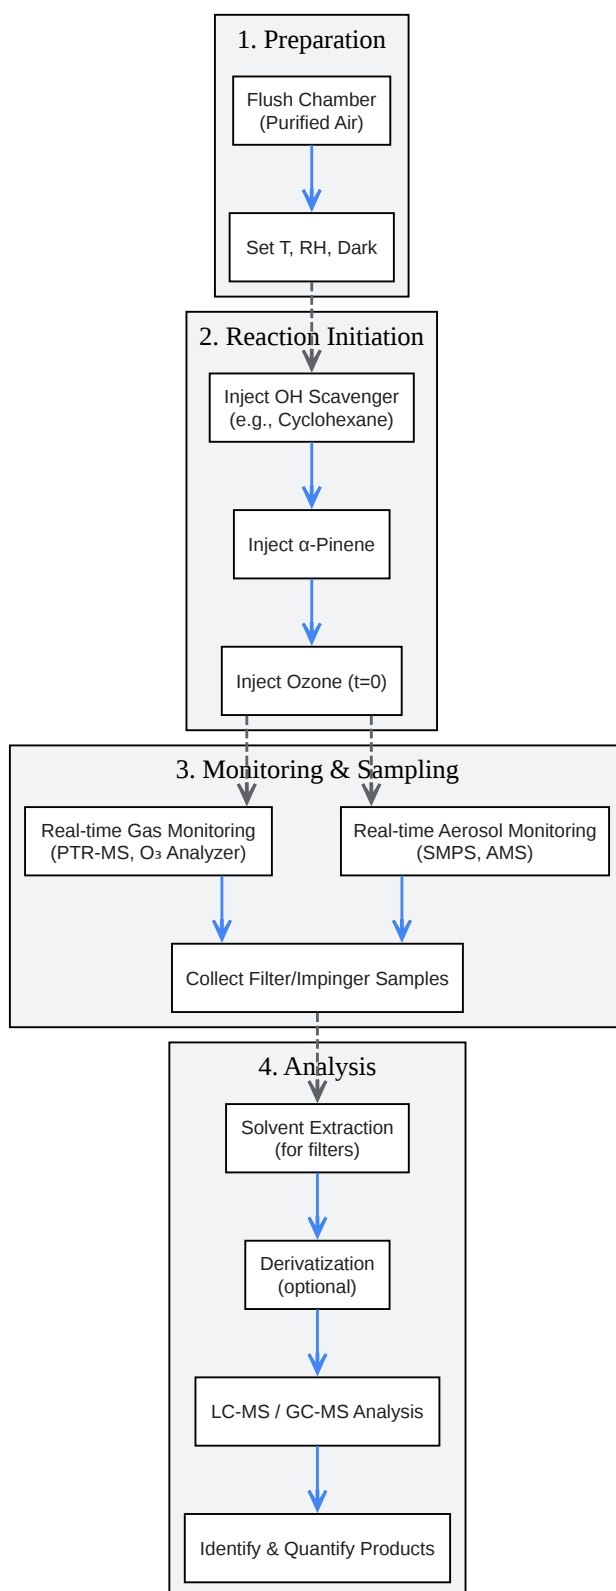 1. Preparation
Flush Chamber
(Purified Air)
Set T, RH, Dark
2. Reaction Initiation
Inject OH Scavenger
(e.g., Cyclohexane)
Inject α-Pinene
Inject Ozone (t=0)
3. Monitoring & Sampling
Real-time Gas Monitoring
(PTR-MS, O₃ Analyzer)
Real-time Aerosol Monitoring
(SMPS, AMS)
Collect Filter/Impinger Samples
4. Analysis
Solvent Extraction
(for filters)
Derivatization
(optional)
LC-MS / GC-MS Analysis
Identify & Quantify Products